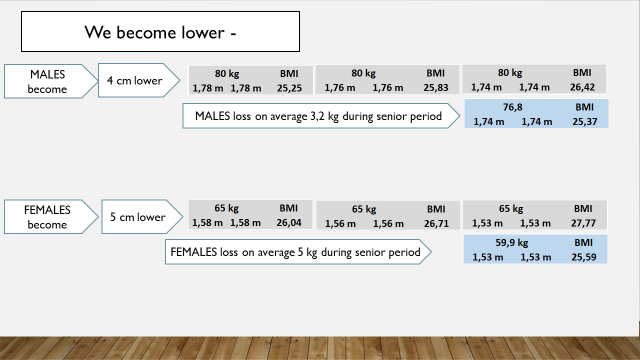 We become lower -
MALES
become
4 cm lower
80 kg BMI
1,78 m 1,78 m 25,25
80 kg BMI
1,76 m 1,76 m 25,83
80 kg BMI
1,74 m 1,74 m 26,42
MALES loss on average 3,2 kg during senior period
76,8 BMI
1,74 m 1,74 m 25,37
FEMALES
become
5 cm lower
65 kg BMI
1,58 m 1,58 m 26,04
65 kg BMI
1,56 m 1,56 m 26,71
65 kg BMI
1,53 m 1,53 m 27,77
FEMALES loss on average 5 kg during senior period
59,9 kg BMI
1,53 m 1,53 m 25,59